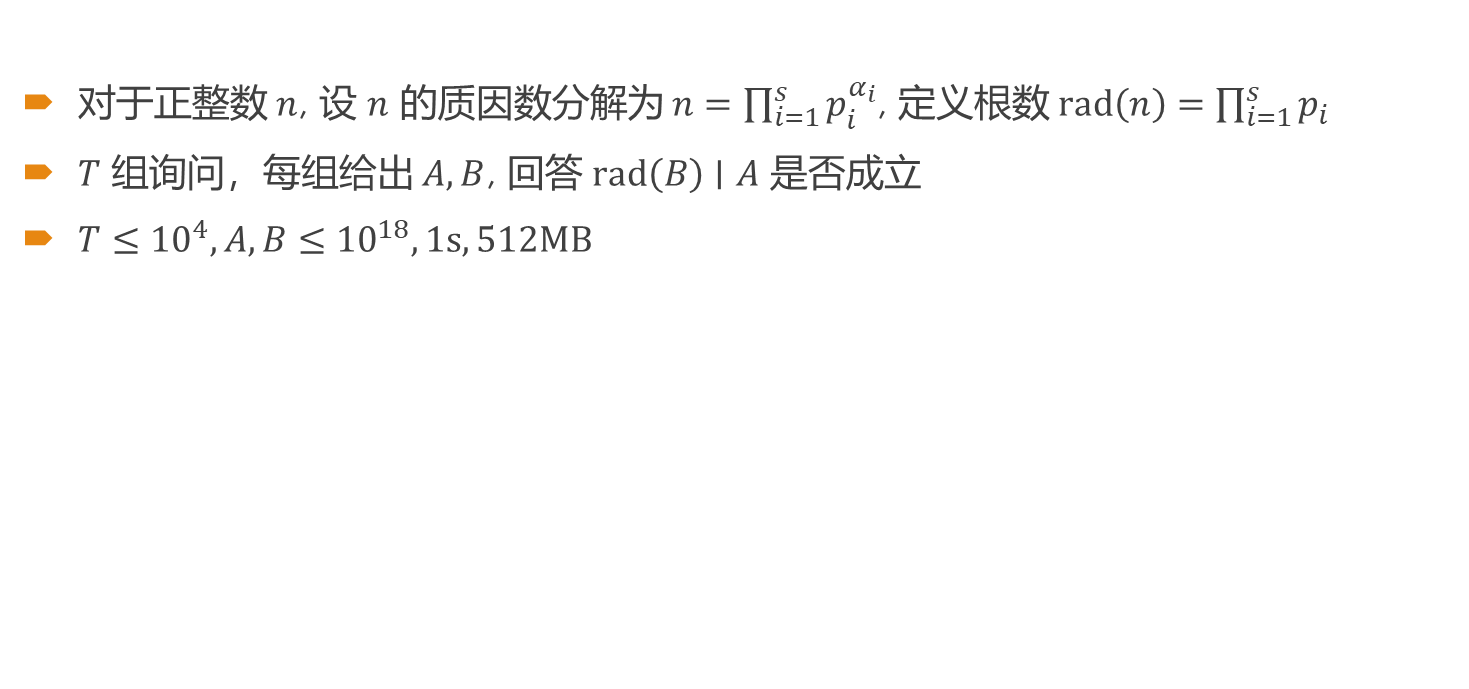 对于正整数 n, 设 n 的质因数分解为 n = ∏_{i=1}^{s} p_i^{α_i}, 定义根数 rad(n) = ∏_{i=1}^{s} p_i
T 组询问，每组给出 A, B, 回答 rad(B) ∣ A 是否成立
T ≤ 10^4, A, B ≤ 10^{18}, 1s, 512MB